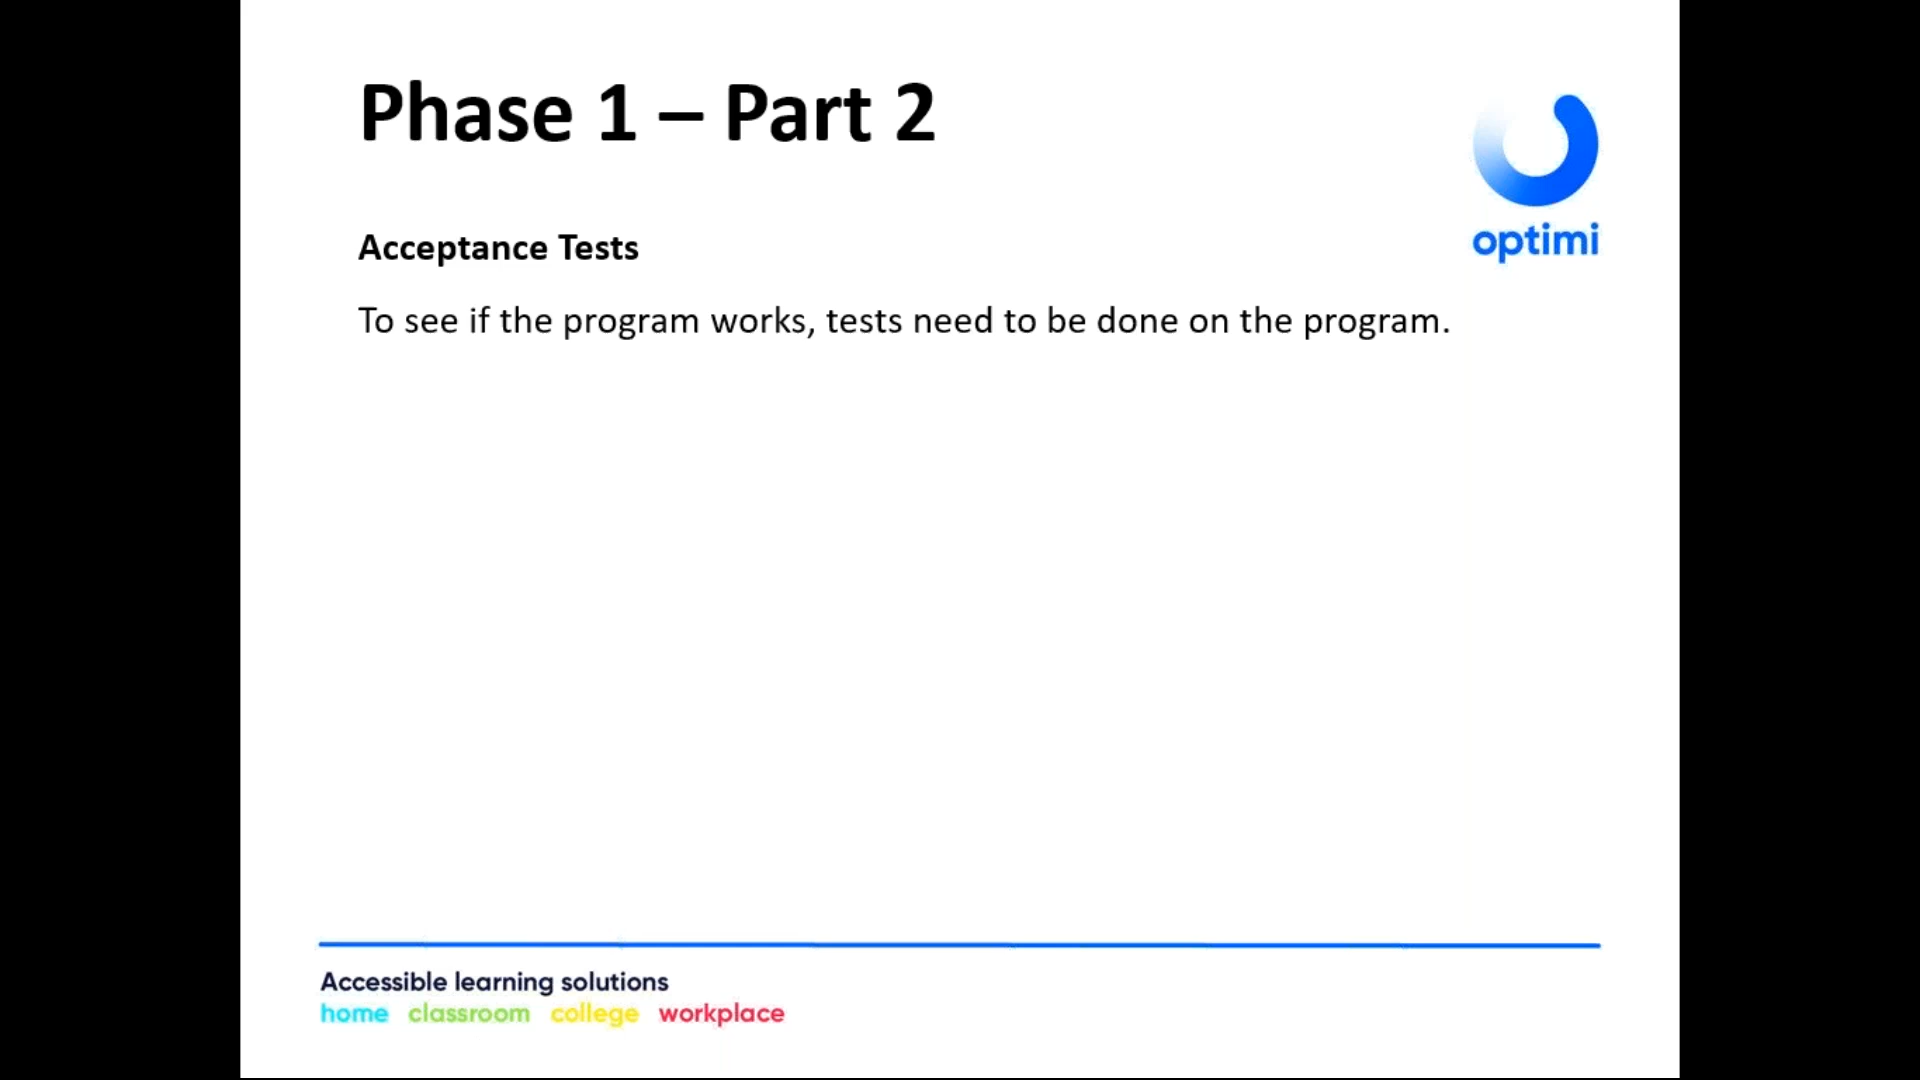 Phase 1 – Part 2
optimi
Acceptance Tests
To see if the program works, tests need to be done on the program.
Accessible learning solutions
home classroom college workplace